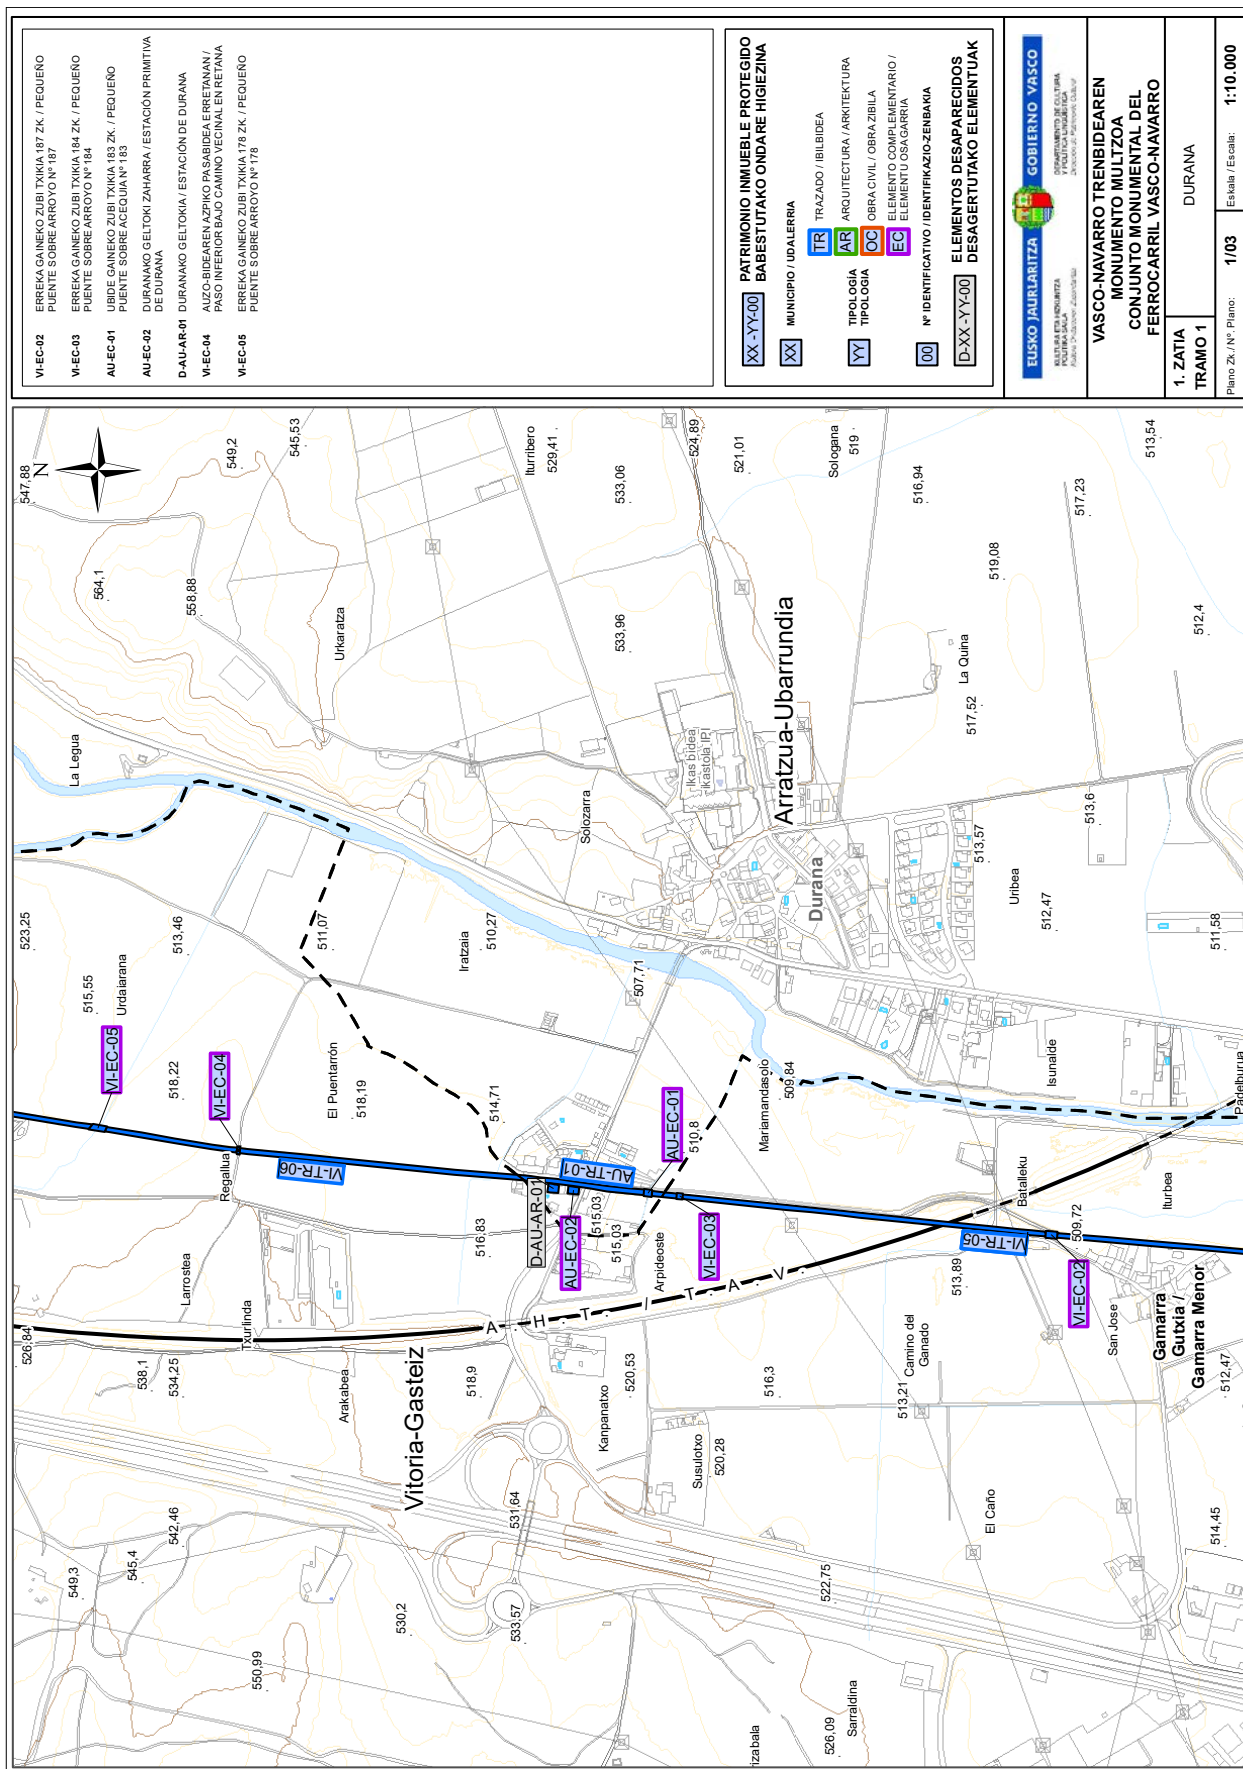 VI-EC-02 ERREKA GAINEKO ZUBI TXIKIA 187 ZK. / PEQUEÑO
PUENTE SOBRE ARROYO Nº 187
VI-EC-03 ERREKA GAINEKO ZUBI TXIKIA 184 ZK. / PEQUEÑO
PUENTE SOBRE ARROYO Nº 184
AU-EC-01 UBIDE GAINEKO ZUBI TXIKIA 183 ZK. / PEQUEÑO
PUENTE SOBRE ACEQUIA Nº 183
AU-EC-02 DURANAKO GELTOKI ZAHARRA / ESTACIÓN PRIMITIVA
DE DURANA
D-AU-AR-01 DURANAKO GELTOKIA / ESTACIÓN DE DURANA
VI-EC-04 AUZO-BIDEAREN AZPIKO PASABIDEA ERRETANAN /
PASO INFERIOR BAJO CAMINO VECINAL EN RETANA
VI-EC-05 ERREKA GAINEKO ZUBI TXIKIA 178 ZK. / PEQUEÑO
PUENTE SOBRE ARROYO Nº 178
XX -YY-00 PATRIMONIO INMUEBLE PROTEGIDO
BABESTUTAKO ONDARE HIGIEZINA
XX MUNICIPIO / UDALERRIA
YY TIPOLOGÍA
TIPOLOGIA
TR TRAZADO / IBILBIDEA
AR ARQUITECTURA / ARKITEKTURA
OC OBRA CIVIL / OBRA ZIBILA
EC ELEMENTO COMPLEMENTARIO /
ELEMENTU OSAGARRIA
00 Nº IDENTIFICATIVO / IDENTIFIKAZIO-ZENBAKIA
D-XX -YY-00 ELEMENTOS DESAPARECIDOS
DESAGERTUTAKO ELEMENTUAK
EUSKO JAURLARITZA GOBIERNO VASCO
KULTURA ETA HIZKUNTZA
POLITIKA SAILA
DEPARTAMENTO DE CULTURA
Y POLÍTICA LINGÜÍSTICA
VASCO-NAVARRO TRENBIDEAREN
MONUMENTO MULTZOA
CONJUNTO MONUMENTAL DEL
FERROCARRIL VASCO-NAVARRO
1. ZATIA
TRAMO 1
DURANA
Plano Zk./ Nº. Plano: 1/03
Eskala / Escala: 1:10.000
N
547,88
549,2
545,53
564,1
558,88
Urkaratza
Iturribero
529,41
533,06
533,96
524,89
521,01
Sologana
519
516,94
517,23
513,54
519,08
512,4
La Quina
517,52
La Legua
Solozarra
Ikas bidea
ikastola IPI
Arratzua-Ubarrundia
Durana
513,6
513,57
Uribea
512,47
511,58
523,25
513,46
511,07
Iratzaia
510,27
507,71
515,55
Urdaiarana
VI-EC-05
518,22
VI-EC-04
El Puentarrón
518,19
514,71
Regallua
VI-TR-06
AU-TR-01
AU-EC-01
510,8
Mariamandasolo
509,84
Isunalde
Padelburua
D-AU-AR-01
AU-EC-02
515,03
515,03
516,83
Arpideoste
VI-EC-03
VI-TR-05
Batalleku
Iturbea
509,72
VI-EC-02
513,89
San Jose
Gamarra
Gutxia /
Gamarra Menor
512,47
Larrostea
Txurlinda
526,84
538,1
534,25
Arakabea
Vitoria-Gasteiz
518,9
A.H.T. I T.A.V.
Kanpanatxo
520,53
516,3
Camino del
Ganado
513,21
Susulotxo
520,28
El Caño
514,45
531,64
533,57
522,75
549,3
545,4
542,46
530,2
550,99
526,09
Sarraldina
rizabala